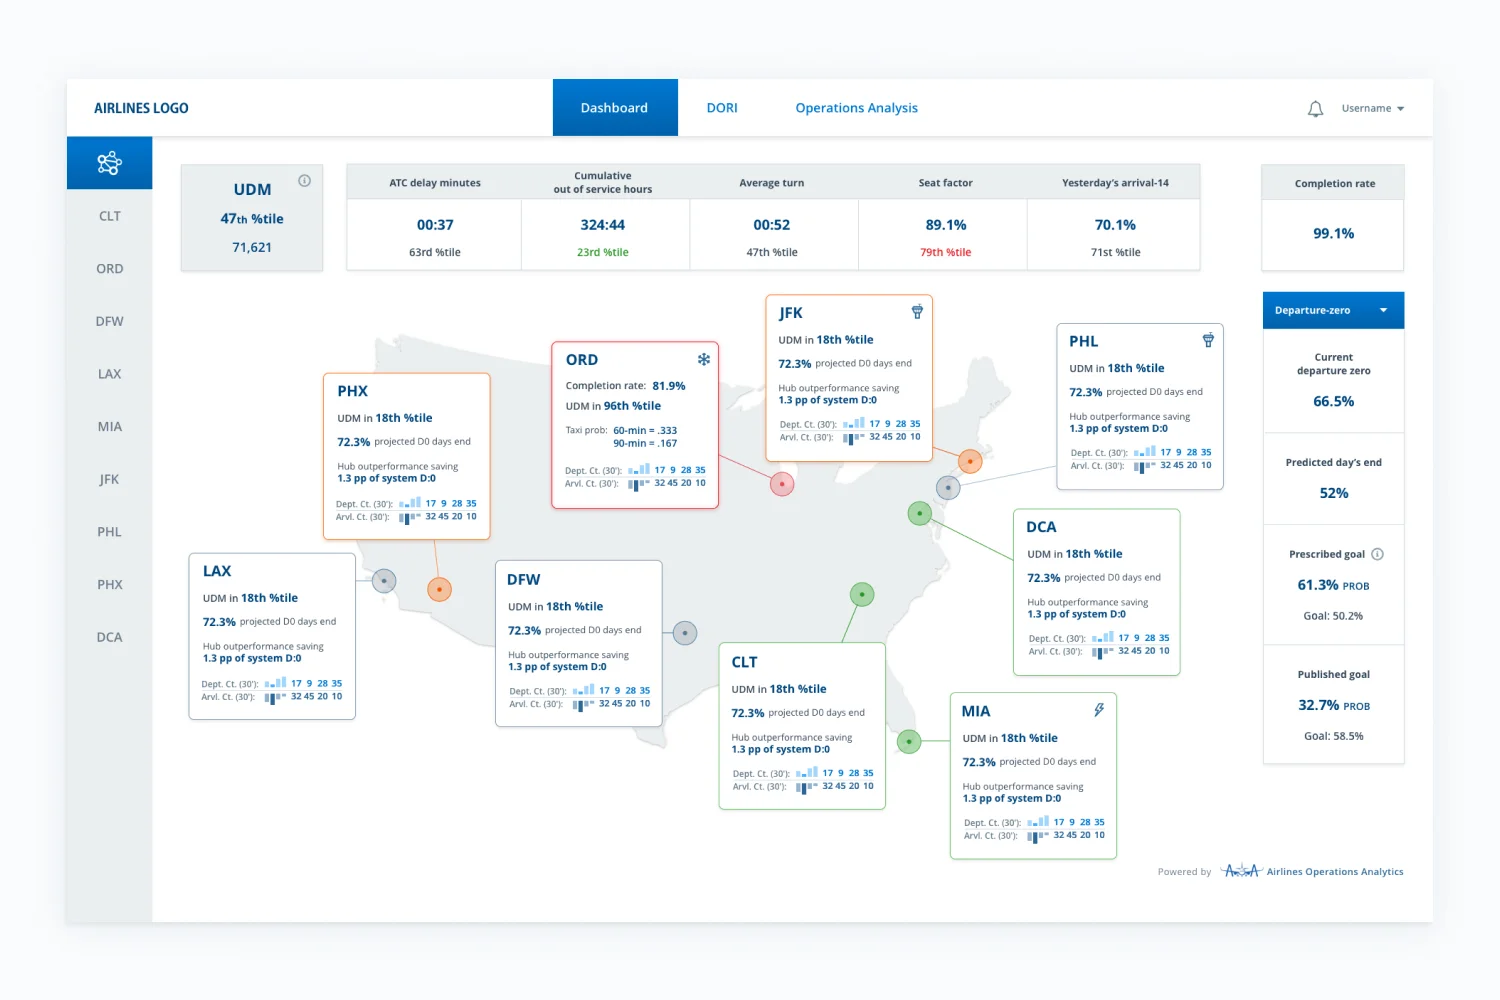 AIRLINES LOGO
Dashboard
DORI
Operations Analysis
Username
CLT
ORD
DFW
LAX
MIA
JFK
PHL
PHX
DCA
UDM
47th %tile
71,621
ATC delay minutes
00:37
63rd %tile
Cumulative
out of service hours
324:44
23rd %tile
Average turn
00:52
47th %tile
Seat factor
89.1%
79th %tile
Yesterday's arrival-14
70.1%
71st %tile
Completion rate
99.1%
PHX
UDM in 18th %tile
72.3% projected D0 days end
Hub outperformance saving
1.3 pp of system D:0
Dept. Ct. (30'): 17 9 28 35
Arvl. Ct. (30'): 32 45 20 10
ORD
Completion rate: 81.9%
UDM in 96th %tile
Taxi prob: 60-min = .333
90-min = .167
Dept. Ct. (30'): 17 9 28 35
Arvl. Ct. (30'): 32 45 20 10
JFK
UDM in 18th %tile
72.3% projected D0 days end
Hub outperformance saving
1.3 pp of system D:0
Dept. Ct. (30'): 17 9 28 35
Arvl. Ct. (30'): 32 45 20 10
PHL
UDM in 18th %tile
72.3% projected D0 days end
Hub outperformance saving
1.3 pp of system D:0
Dept. Ct. (30'): 17 9 28 35
Arvl. Ct. (30'): 32 45 20 10
LAX
UDM in 18th %tile
72.3% projected D0 days end
Hub outperformance saving
1.3 pp of system D:0
Dept. Ct. (30'): 17 9 28 35
Arvl. Ct. (30'): 32 45 20 10
DFW
UDM in 18th %tile
72.3% projected D0 days end
Hub outperformance saving
1.3 pp of system D:0
Dept. Ct. (30'): 17 9 28 35
Arvl. Ct. (30'): 32 45 20 10
DCA
UDM in 18th %tile
72.3% projected D0 days end
Hub outperformance saving
1.3 pp of system D:0
Dept. Ct. (30'): 17 9 28 35
Arvl. Ct. (30'): 32 45 20 10
CLT
UDM in 18th %tile
72.3% projected D0 days end
Hub outperformance saving
1.3 pp of system D:0
Dept. Ct. (30'): 17 9 28 35
Arvl. Ct. (30'): 32 45 20 10
MIA
UDM in 18th %tile
72.3% projected D0 days end
Hub outperformance saving
1.3 pp of system D:0
Dept. Ct. (30'): 17 9 28 35
Arvl. Ct. (30'): 32 45 20 10
Departure-zero
Current
departure zero
66.5%
Predicted day's end
52%
Prescribed goal
61.3% PROB
Goal: 50.2%
Published goal
32.7% PROB
Goal: 58.5%
Powered by AOA Airlines Operations Analytics